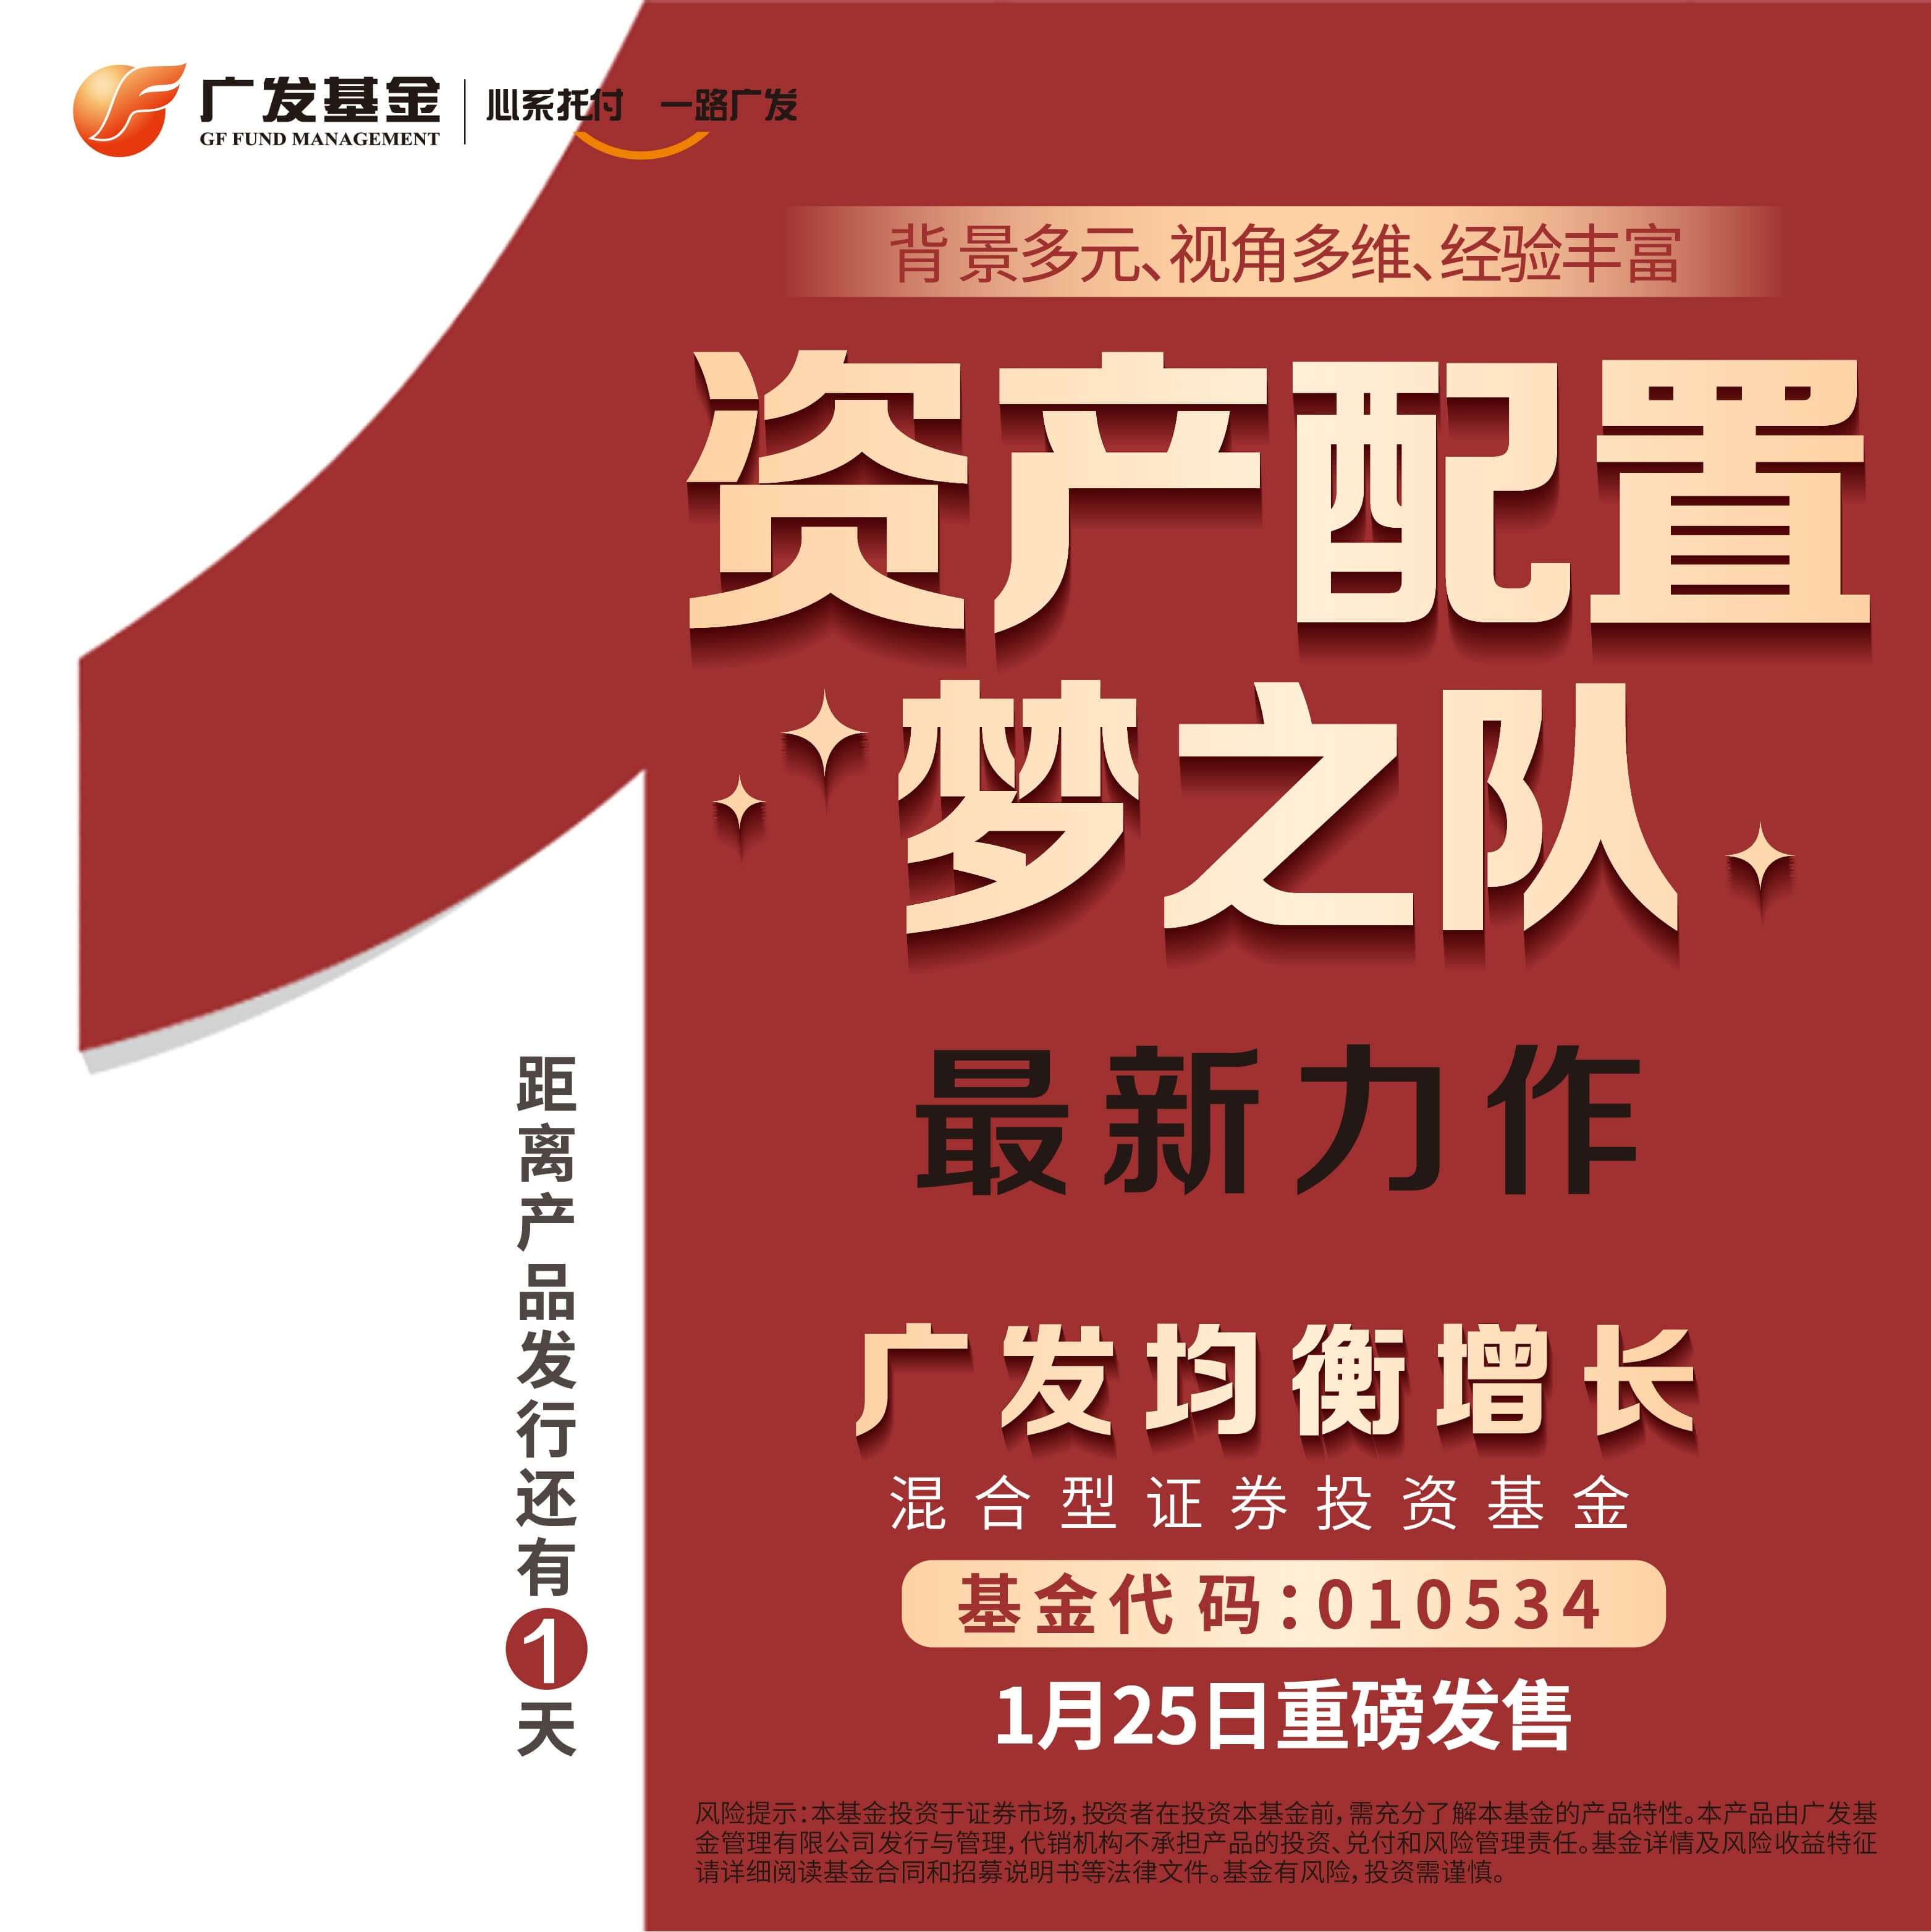 广发基金
GF FUND MANAGEMENT
心系托付 一路广发
背景多元、视角多维、经验丰富
资产配置
梦之队
最新力作
距离产品发行还有1天
广发均衡增长
混合型证券投资基金
基金代码：010534
1月25日重磅发售
风险提示：本基金投资于证券市场，投资者在投资本基金前，需充分了解本基金的产品特性。本产品由广发基
金管理有限公司发行与管理，代销机构不承担产品的投资、兑付和风险管理责任。基金详情及风险收益特征
请详细阅读基金合同和招募说明书等法律文件。基金有风险，投资需谨慎。